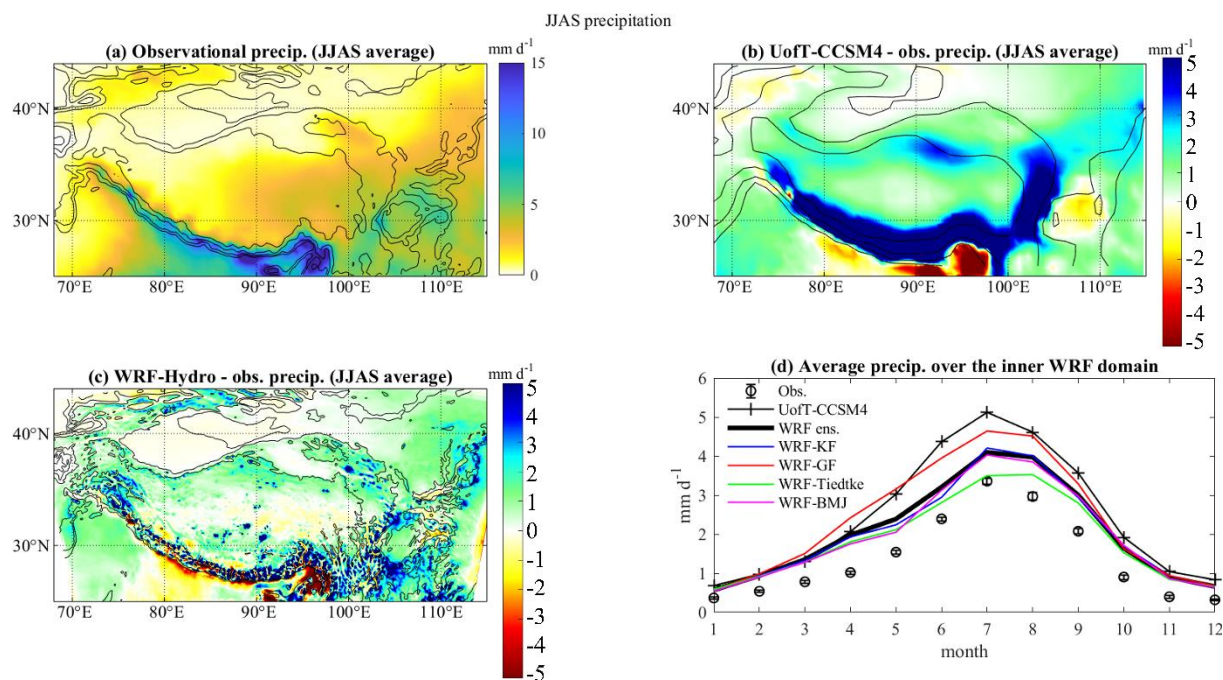 JJAS precipitation
(a) Observational precip. (JJAS average)
mm d⁻¹
15
10
5
0
40°N
30°N
70°E 80°E 90°E 100°E 110°E
(b) UofT-CCSM4 - obs. precip. (JJAS average)
mm d⁻¹
5
4
3
2
1
0
-1
-2
-3
-4
-5
40°N
30°N
70°E 80°E 90°E 100°E 110°E
(c) WRF-Hydro - obs. precip. (JJAS average)
mm d⁻¹
5
4
3
2
1
0
-1
-2
-3
-4
-5
40°N
30°N
70°E 80°E 90°E 100°E 110°E
(d) Average precip. over the inner WRF domain
Obs.
UofT-CCSM4
WRF ens.
WRF-KF
WRF-GF
WRF-Tiedtke
WRF-BMJ
mm d⁻¹
6
5
4
3
2
1
0
1 2 3 4 5 6 7 8 9 10 11 12
month